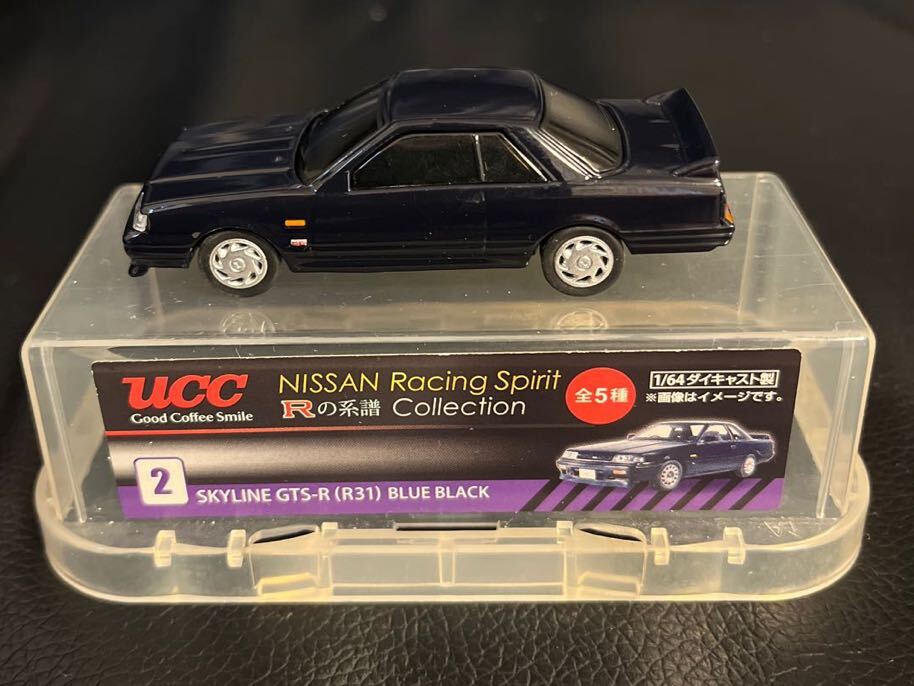 ucc
Good Coffee Smile
NISSAN Racing Spirit
Rの系譜 Collection
全5種
1/64ダイキャスト製
※画像はイメージです。
2
SKYLINE GTS-R (R31) BLUE BLACK